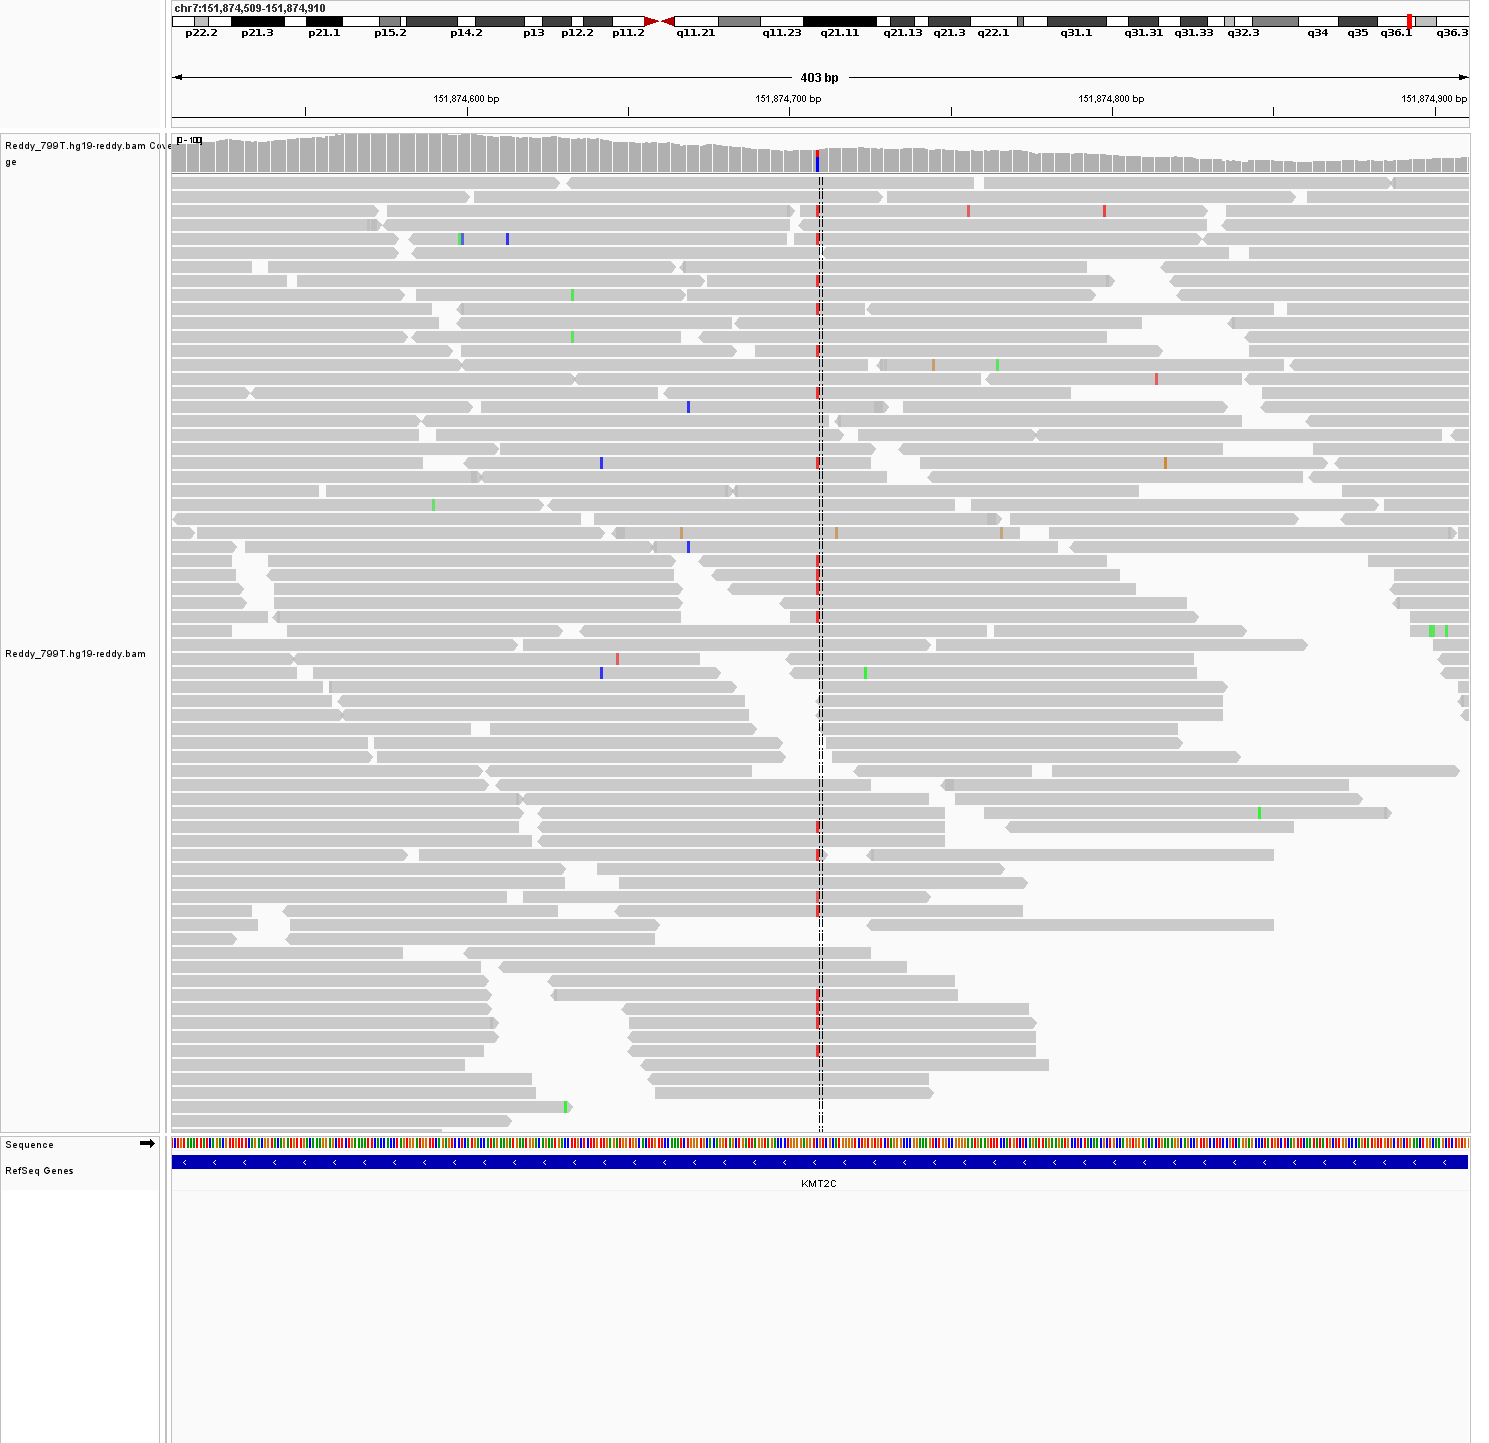 chr7:151,874,509-151,874,910
p22.2 p21.3 p21.1 p15.2 p14.2 p13 p12.2 p11.2 q11.21 q11.23 q21.11 q21.13 q21.3 q22.1 q31.1 q31.31 q31.33 q32.3 q34 q35 q36.1 q36.3
403 bp
151,874,600 bp 151,874,700 bp 151,874,800 bp 151,874,900 bp
Reddy_799T.hg19-reddy.bam Cove
ge
Reddy_799T.hg19-reddy.bam
Sequence
RefSeq Genes
KMT2C